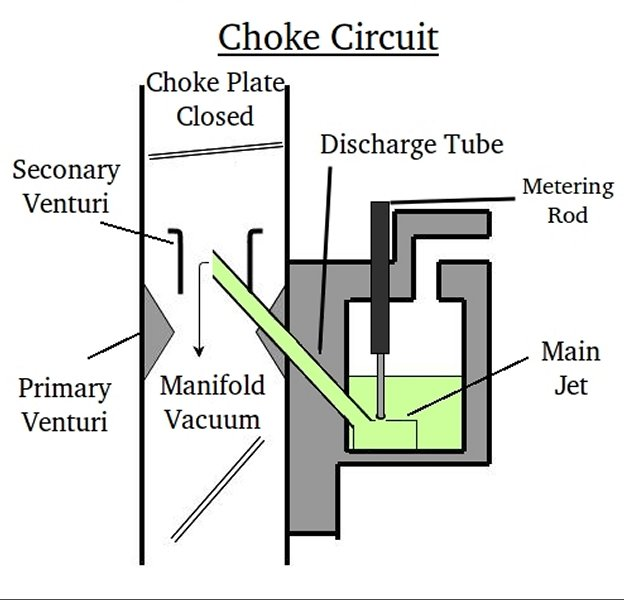 Choke Circuit
Choke Plate
Closed
Discharge Tube
Seconary
Venturi
Metering
Rod
Main
Jet
Primary
Venturi
Manifold
Vacuum